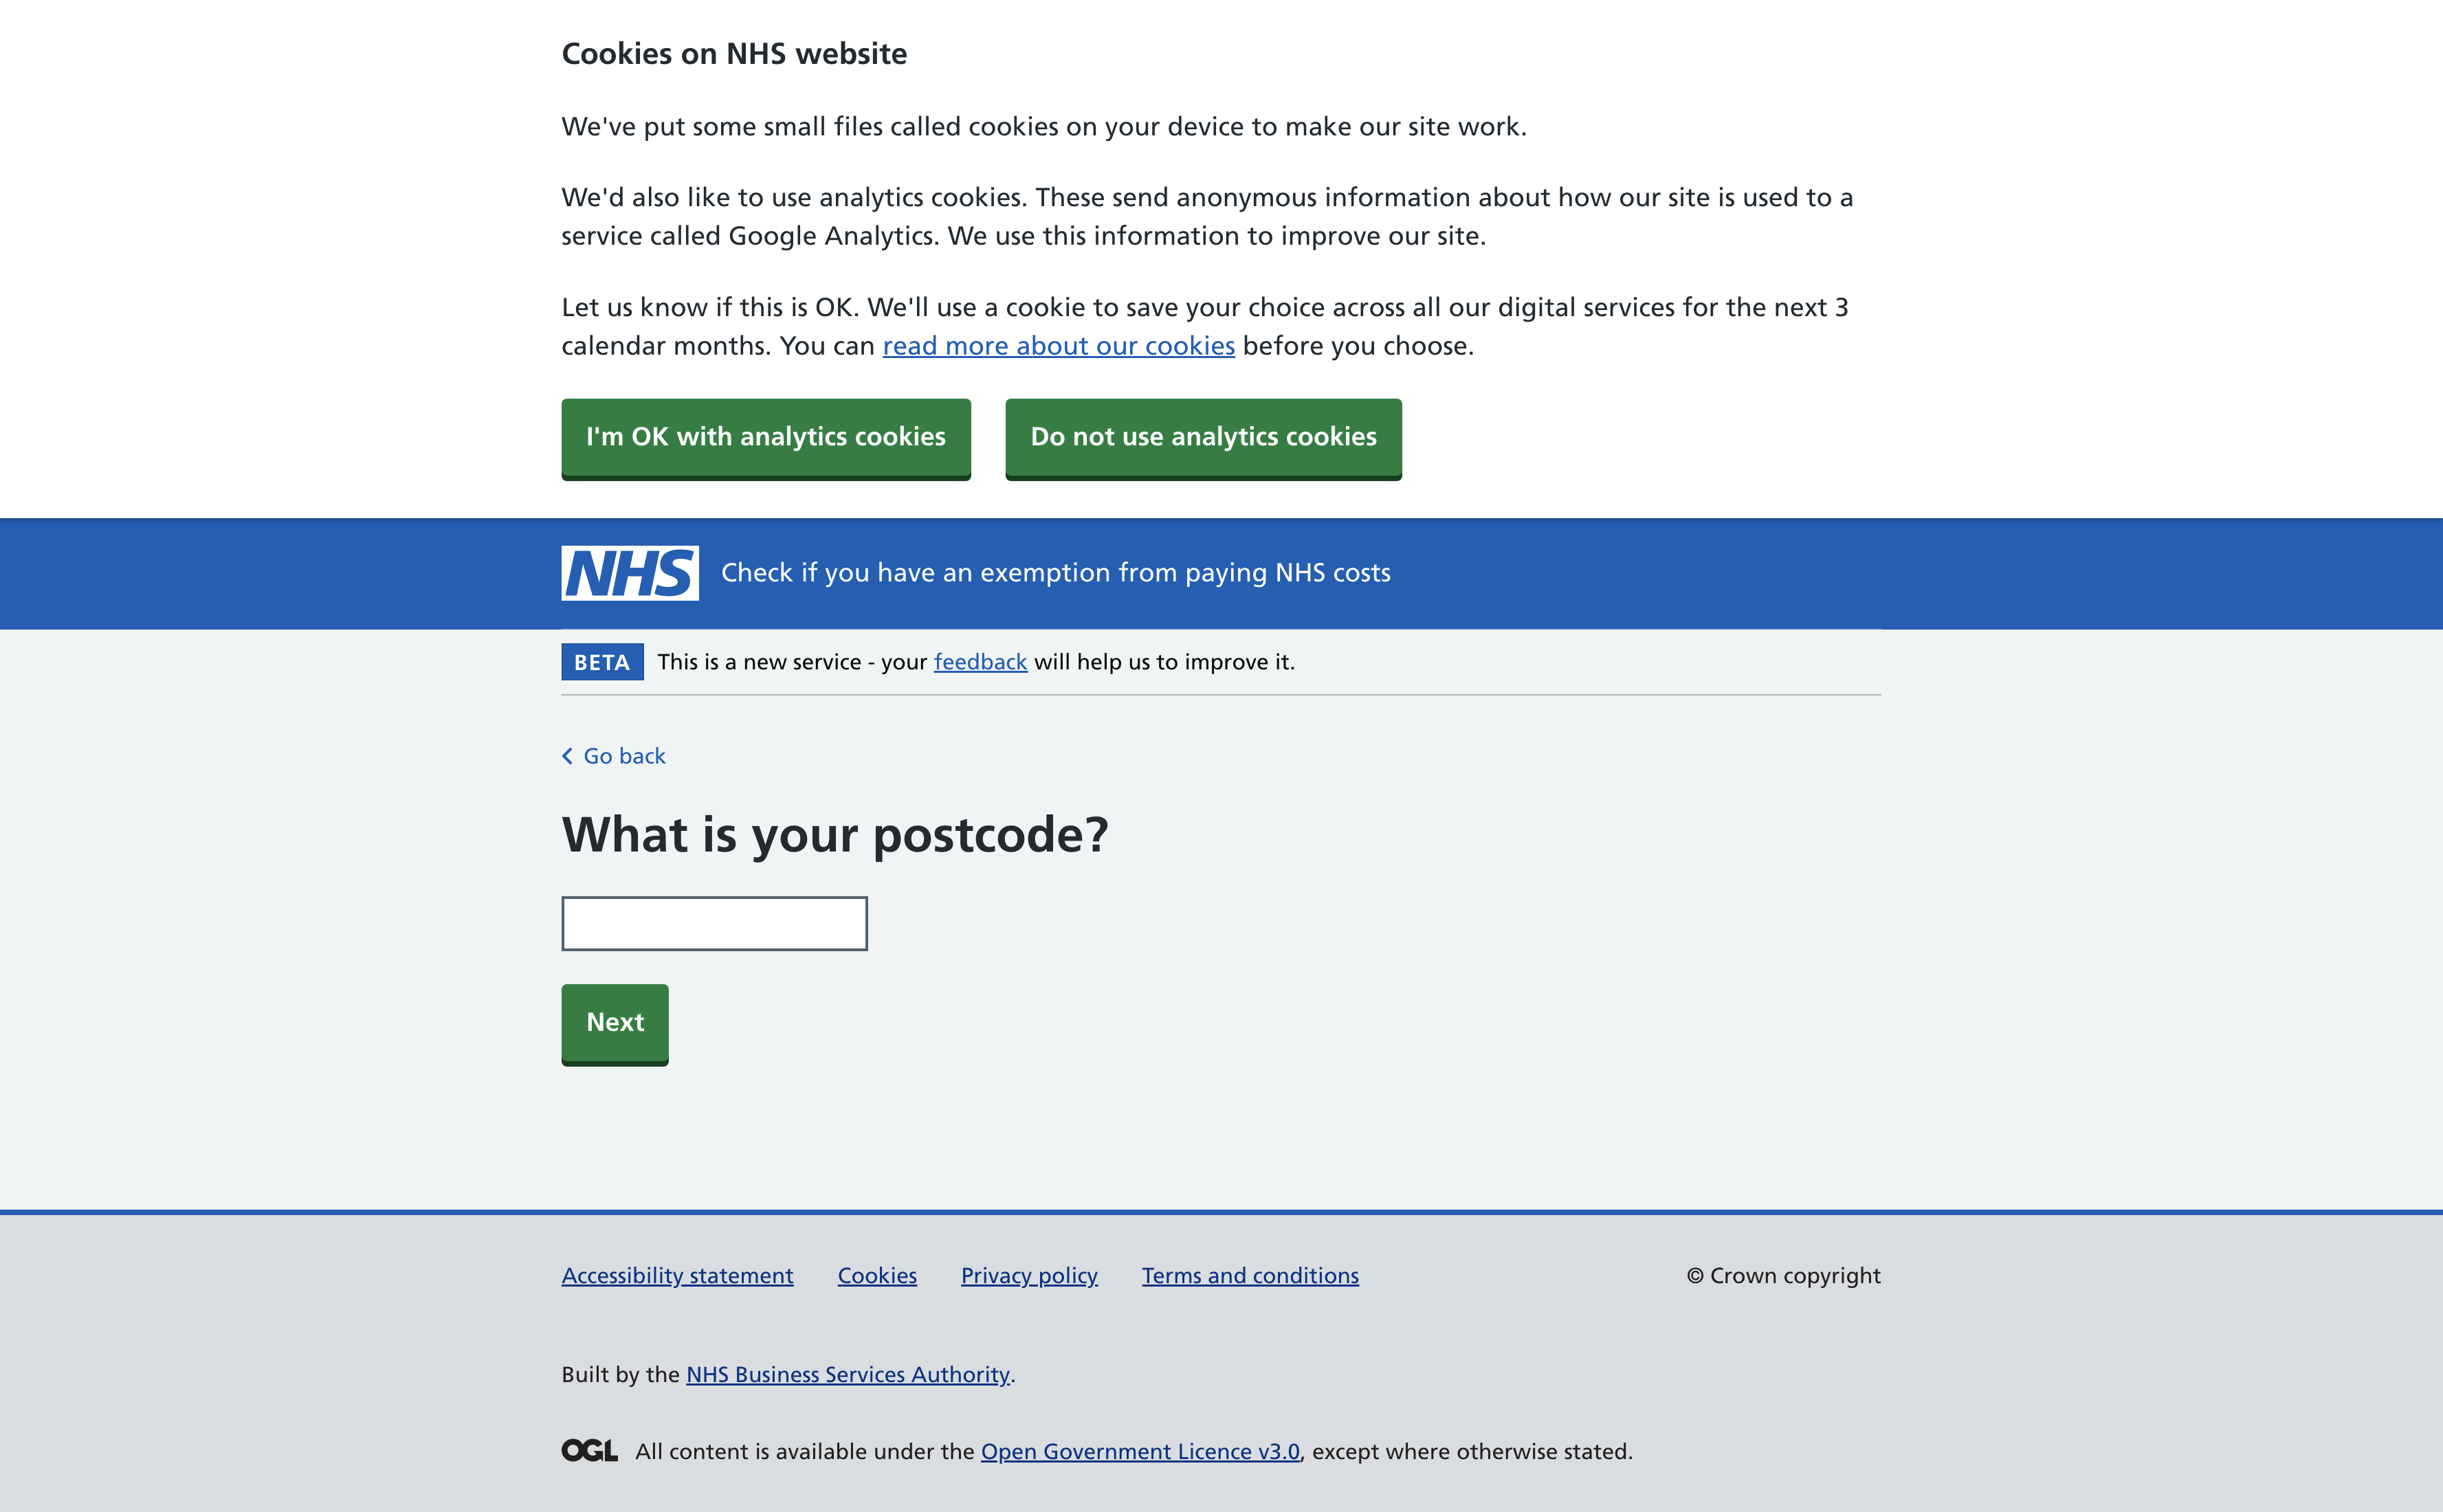 Cookies on NHS website
We've put some small files called cookies on your device to make our site work.
We'd also like to use analytics cookies. These send anonymous information about how our site is used to a
service called Google Analytics. We use this information to improve our site.
Let us know if this is OK. We'll use a cookie to save your choice across all our digital services for the next 3
calendar months. You can read more about our cookies before you choose.
I'm OK with analytics cookies Do not use analytics cookies
NHS Check if you have an exemption from paying NHS costs
BETA This is a new service - your feedback will help us to improve it.
Go back
What is your postcode?
Next
Accessibility statement Cookies Privacy policy Terms and conditions © Crown copyright
Built by the NHS Business Services Authority.
OGL All content is available under the Open Government Licence v3.0, except where otherwise stated.